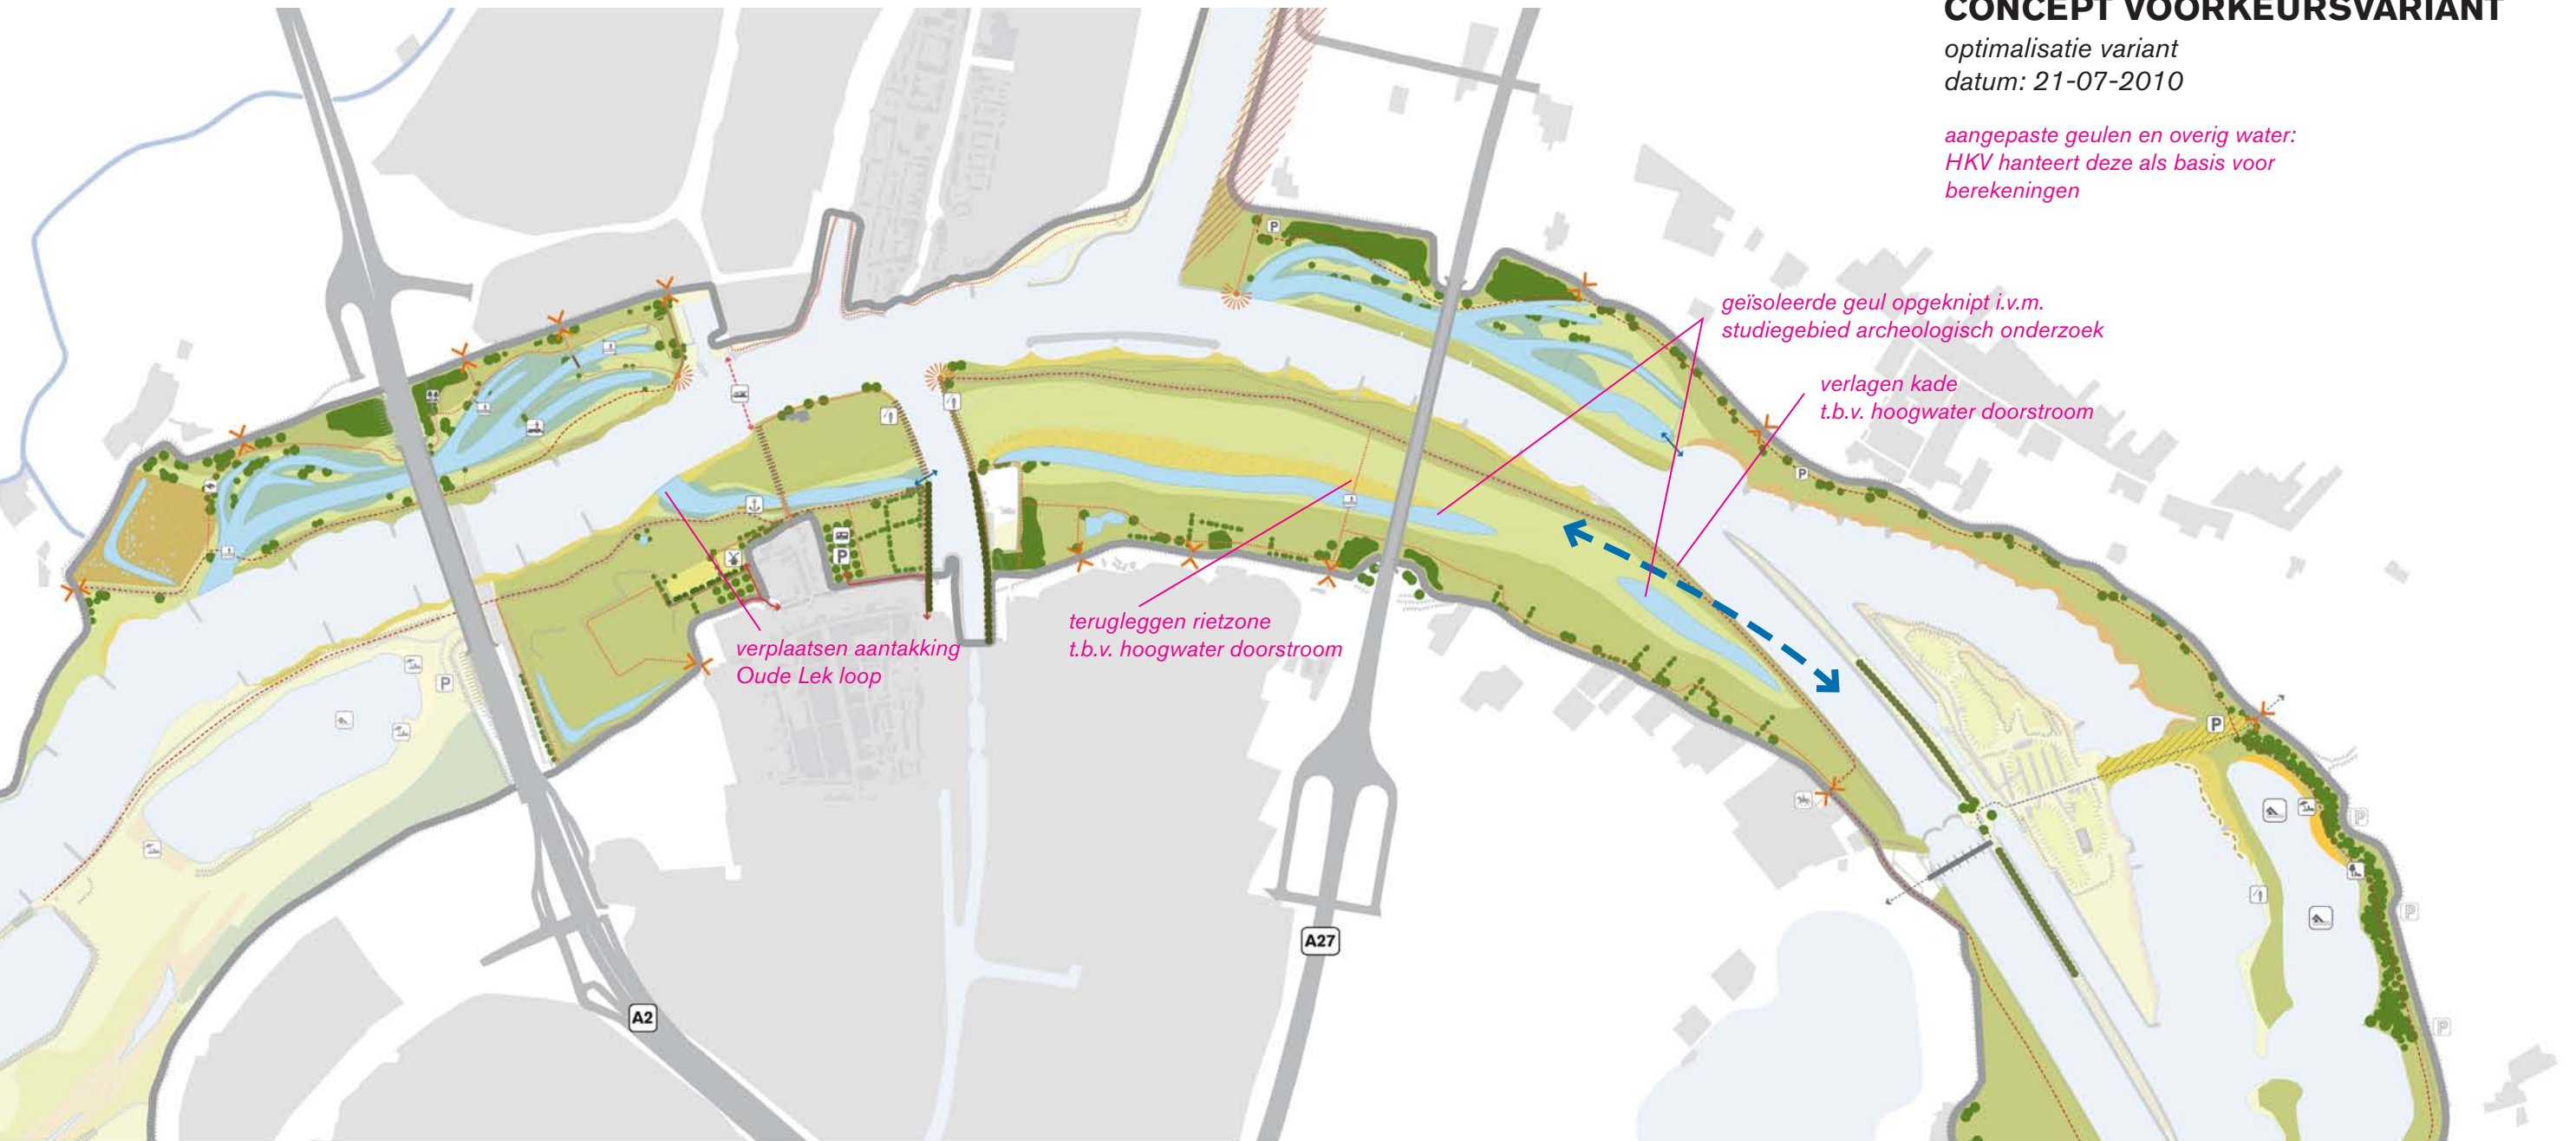 CONCEPT VOORKEURSVARIANT
optimalisatie variant
datum: 21-07-2010
aangepaste geulen en overig water:
HKV hanteert deze als basis voor
berekeningen
geïsoleerde geul opgeknipt i.v.m.
studiegebied archeologisch onderzoek
verlagen kade
t.b.v. hoogwater doorstroom
terugleggen rietzone
t.b.v. hoogwater doorstroom
verplaatsen aantakking
Oude Lek loop
P
P
P
P
P
P
P
P
A27
A2